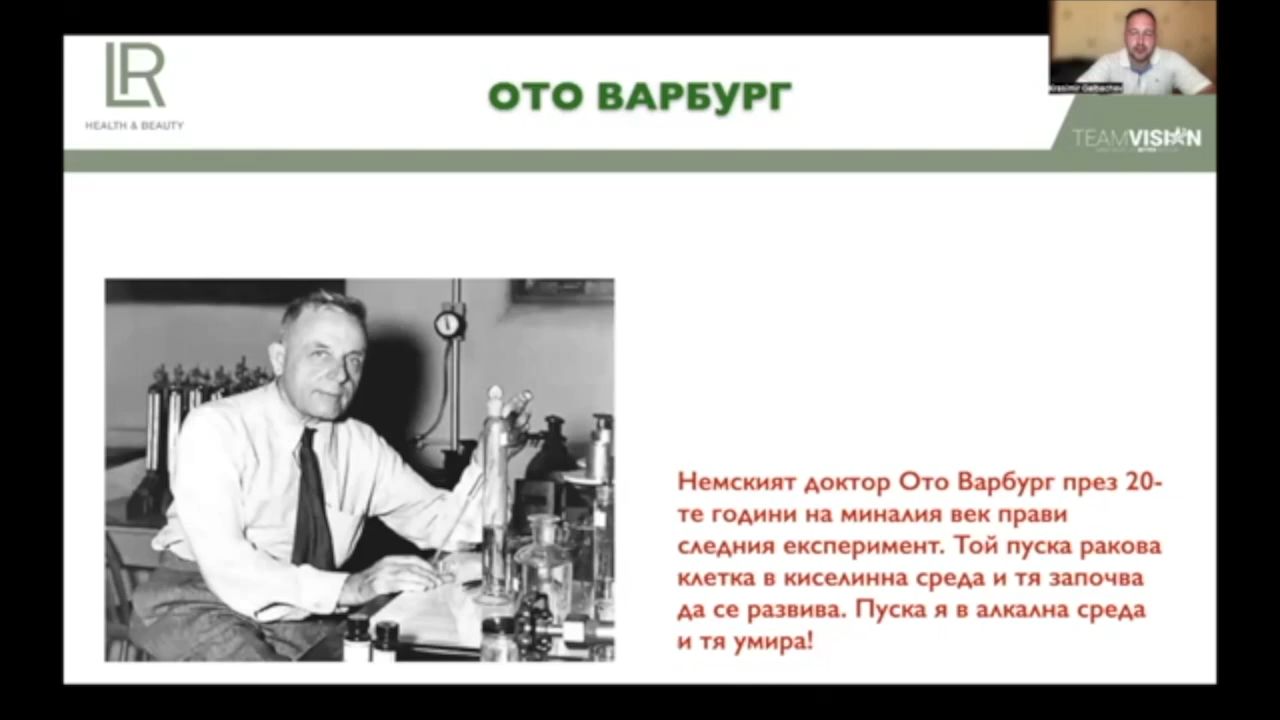 LR
HEALTH & BEAUTY
ОТО ВАРБУРГ
TEAMVISION
Немският доктор Ото Варбург през 20-
те години на миналия век прави
следния експеримент. Той пуска ракова
клетка в киселинна среда и тя започва
да се развива. Пуска я в алкална среда
и тя умира!